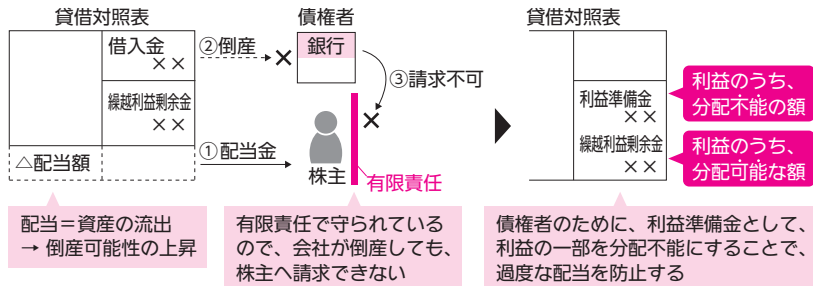 貸借対照表
借入金
××
繰越利益剰余金
××
△配当額
②倒産
①配当金
債権者
銀行
③請求不可
株主
有限責任
貸借対照表
利益準備金
××
繰越利益剰余金
××
利益のうち、
分配不能の額
利益のうち、
分配可能な額
配当＝資産の流出
→ 倒産可能性の上昇
有限責任で守られている
ので、会社が倒産しても、
株主へ請求できない
債権者のために、利益準備金として、
利益の一部を分配不能にすることで、
過度な配当を防止する